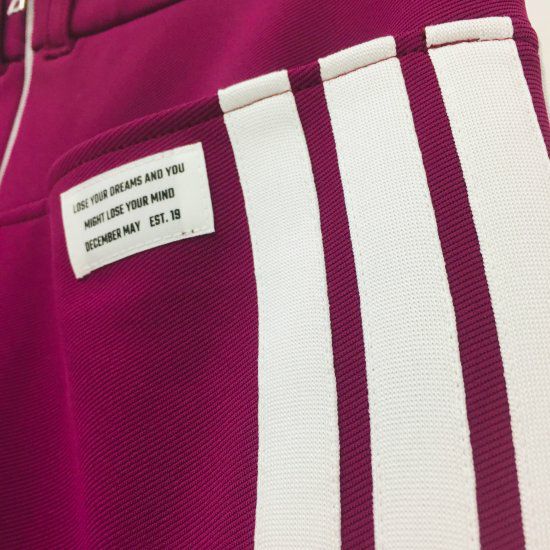 LOSE YOUR DREAMS AND YOU
MIGHT LOSE YOUR MIND
DECEMBER MAY EST. 19